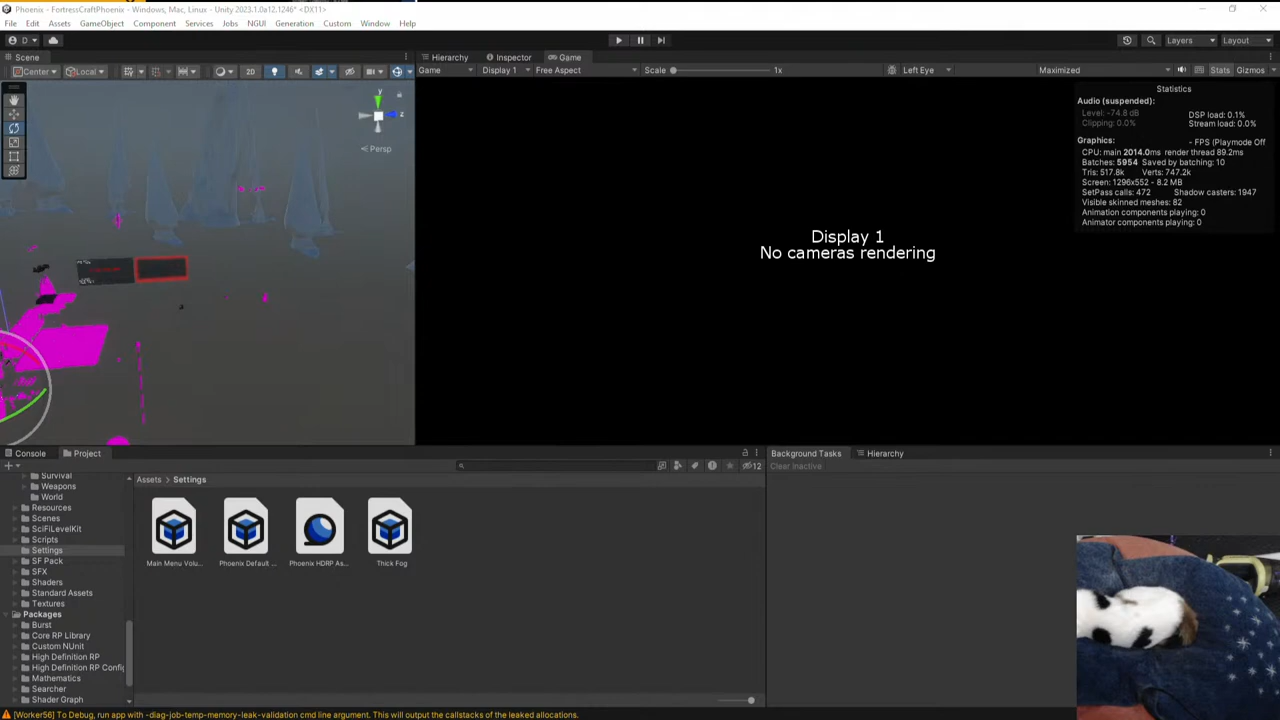 Phoenix - FortressCraftPhoenix - Windows, Mac, Linux - Unity 2023.1.0a12.1246* <DX11>
File Edit Assets GameObject Component Services Jobs NGUI Generation Custom Window Help
D Layers Layout
Scene Hierarchy Inspector Game
Center Local 2D Game Display 1 Free Aspect Scale 1x Left Eye Maximized Stats Gizmos
Statistics
Audio (suspended):
Level: -74.8 dB DSP load: 0.1%
Clipping: 0.0% Stream load: 0.0%
Graphics: - FPS (Playmode Off
CPU: main 2014.0ms render thread 89.2ms
Batches: 5954 Saved by batching: 10
Tris: 517.8k Verts: 747.2k
Screen: 1296x552 - 8.2 MB
SetPass calls: 472 Shadow casters: 1947
Visible skinned meshes: 82
Animation components playing: 0
Animator components playing: 0
y
z
Persp
Display 1
No cameras rendering
Console Project Background Tasks Hierarchy
12 Clear Inactive
Assets > Settings
Survival
Weapons
World
Resources
Scenes
SciFiLevelKit
Scripts
Settings
SF Pack
SFX
Shaders
Standard Assets
Textures
Packages
Burst
Core RP Library
Custom NUnit
High Definition RP
High Definition RP Config
Mathematics
Searcher
Shader Graph
Main Menu Volu... Phoenix Default ... Phoenix HDRP As... Thick Fog
[Worker56] To Debug, run app with -diag-job-temp-memory-leak-validation cmd line argument. This will output the callstacks of the leaked allocations.